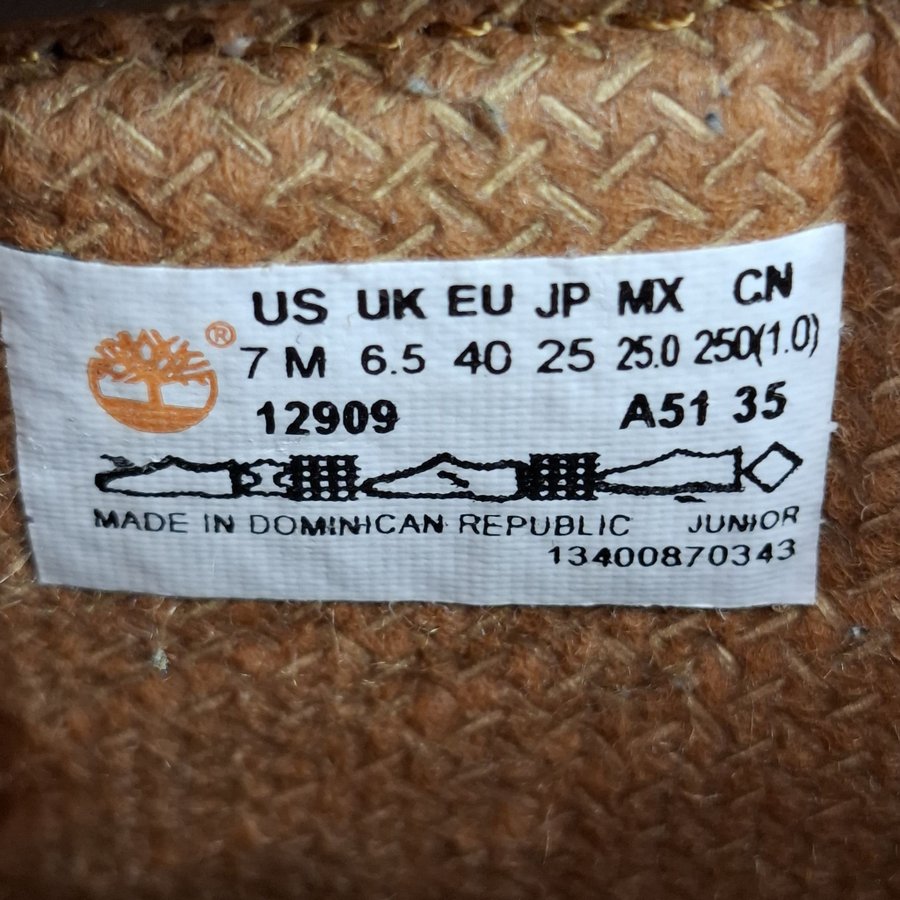 US UK EU JP MX CN
7 M 6.5 40 25 25.0 250(1.0)
®
12909 A51 35
MADE IN DOMINICAN REPUBLIC JUNIOR
13400870343